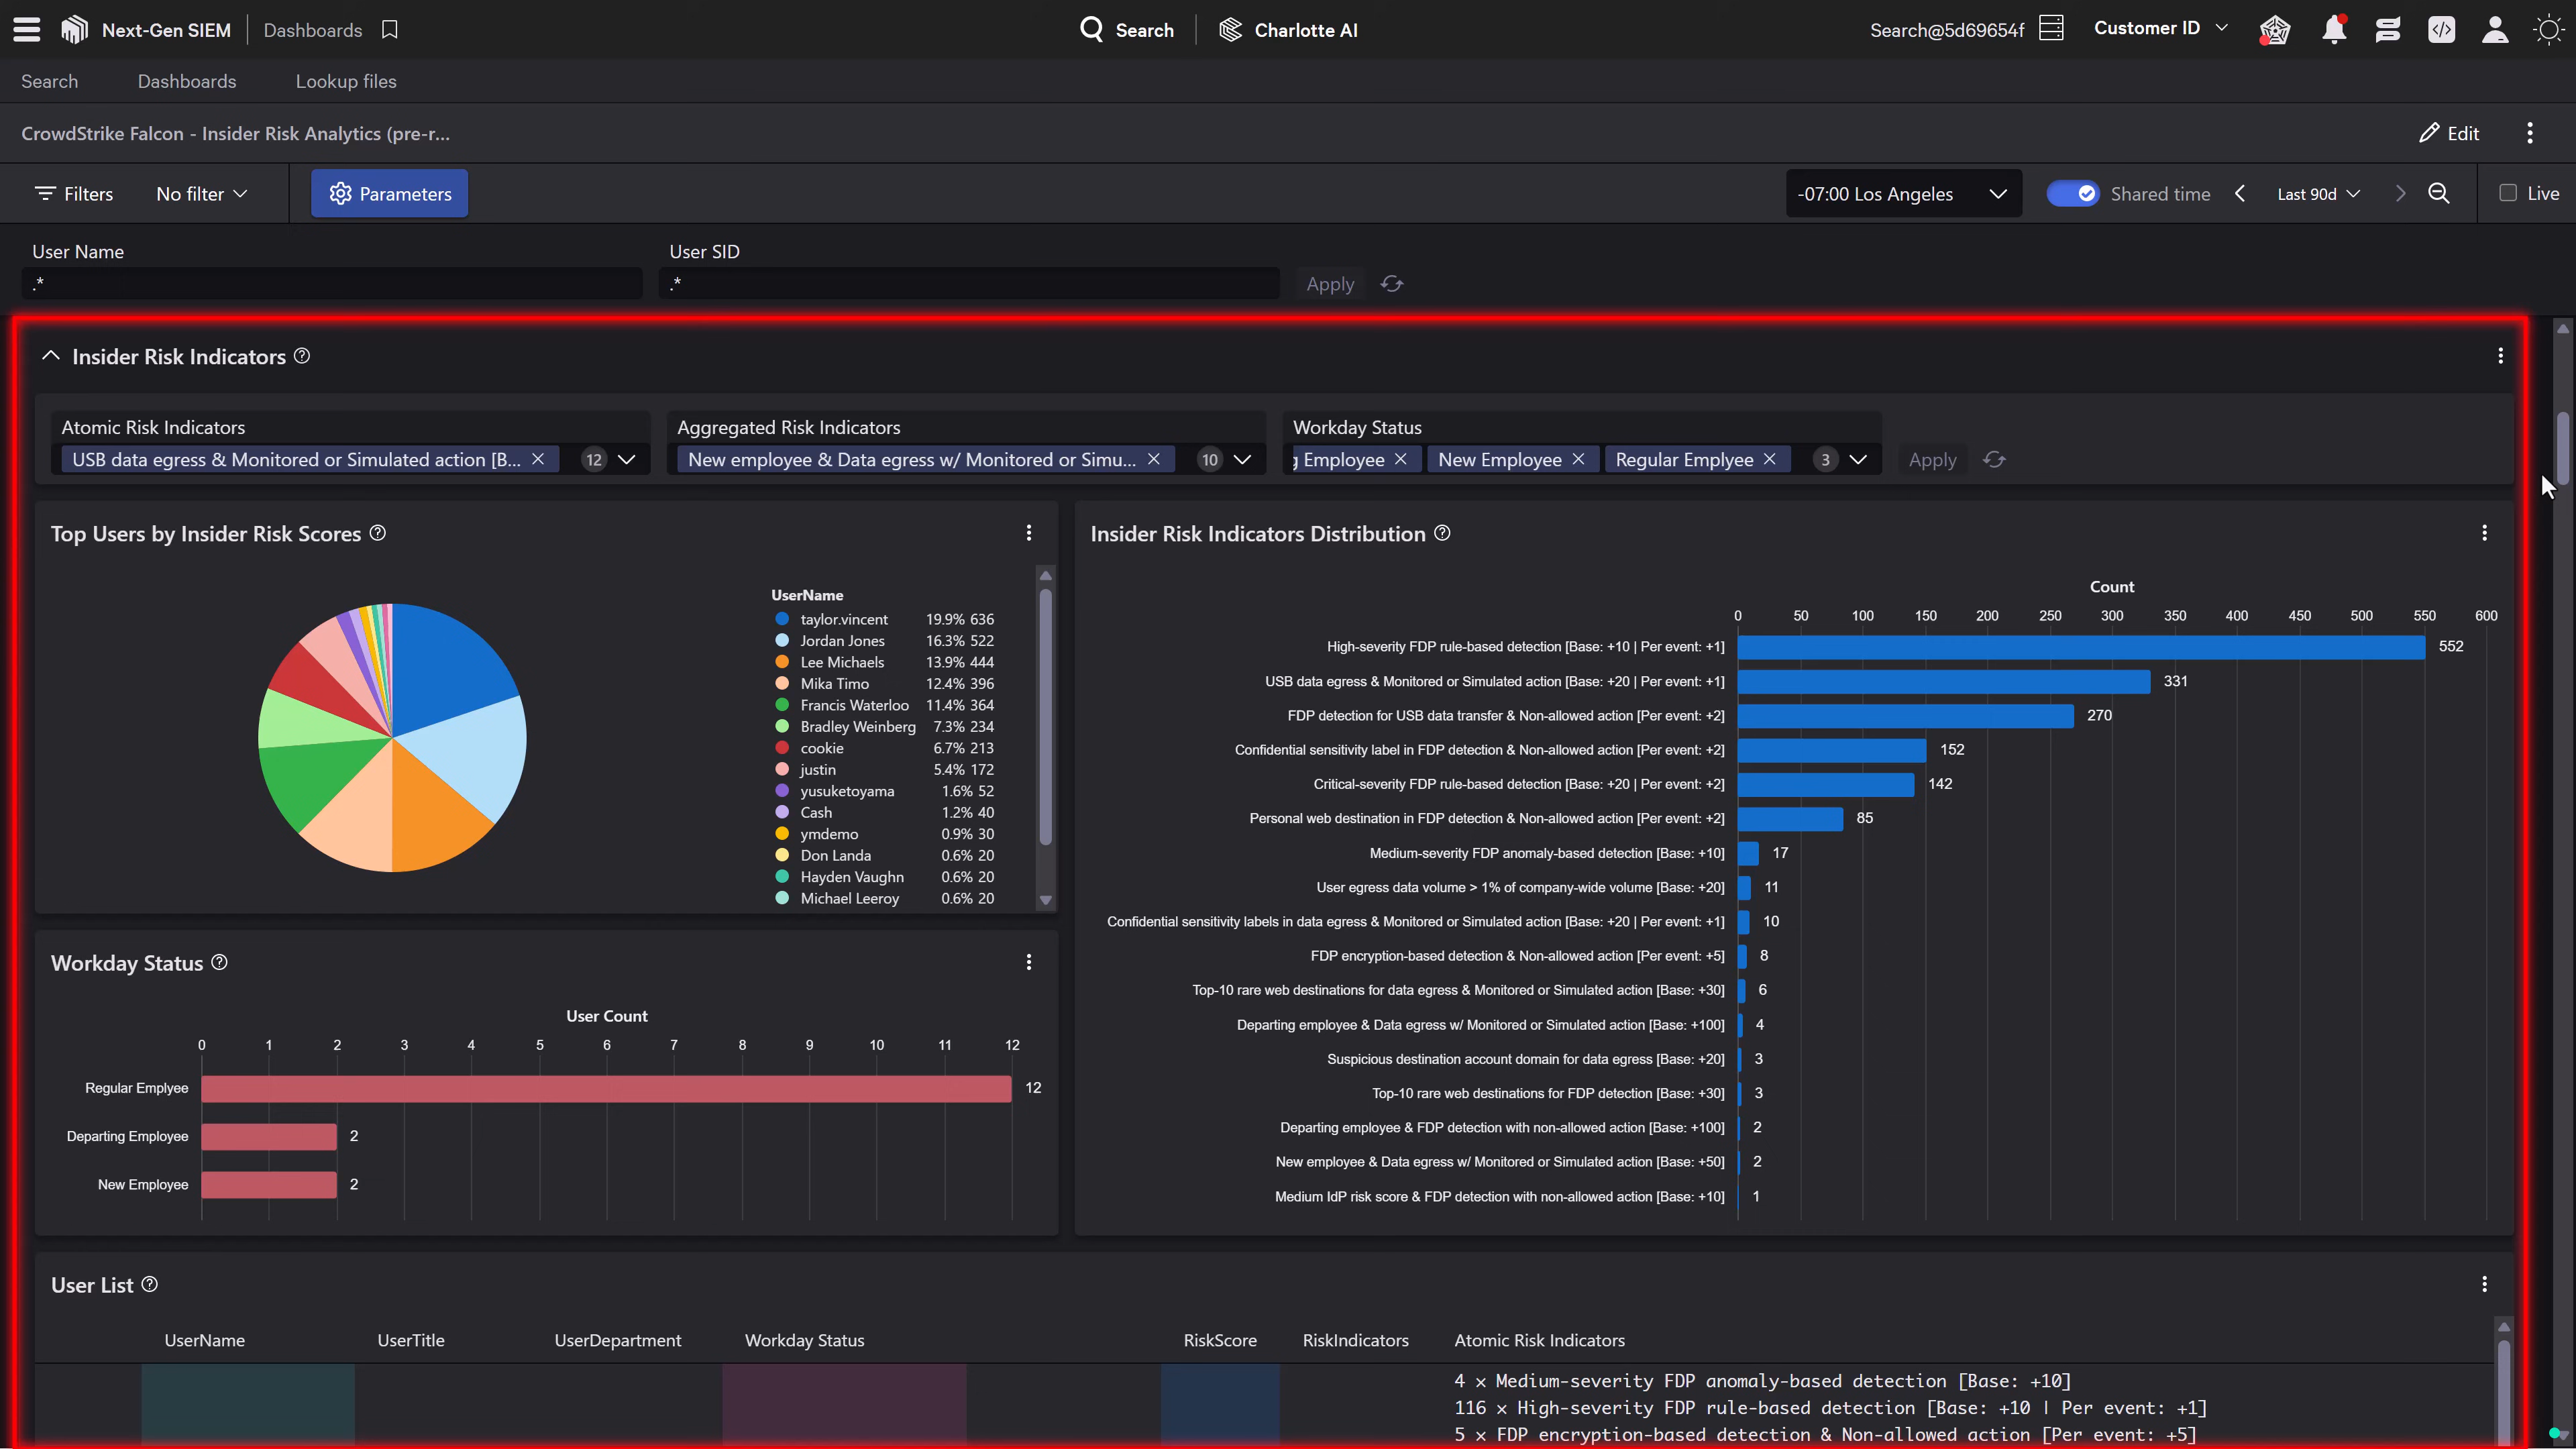 Next-Gen SIEM
Dashboards
Search
Charlotte AI
Search@5d69654f
Customer ID
Search
Dashboards
Lookup files
CrowdStrike Falcon - Insider Risk Analytics (pre-r...
Edit
Filters
No filter
Parameters
-07:00 Los Angeles
Shared time
Last 90d
Live
User Name
User SID
.*
.*
Apply
Insider Risk Indicators
Atomic Risk Indicators
Aggregated Risk Indicators
Workday Status
USB data egress & Monitored or Simulated action [B...
12
New employee & Data egress w/ Monitored or Simu...
10
g Employee
New Employee
Regular Emplyee
3
Apply
Top Users by Insider Risk Scores
UserName
taylor.vincent 19.9% 636
Jordan Jones 16.3% 522
Lee Michaels 13.9% 444
Mika Timo 12.4% 396
Francis Waterloo 11.4% 364
Bradley Weinberg 7.3% 234
cookie 6.7% 213
justin 5.4% 172
yusuketoyama 1.6% 52
Cash 1.2% 40
ymdemo 0.9% 30
Don Landa 0.6% 20
Hayden Vaughn 0.6% 20
Michael Leeroy 0.6% 20
Insider Risk Indicators Distribution
Count
0 50 100 150 200 250 300 350 400 450 500 550 600
High-severity FDP rule-based detection [Base: +10 | Per event: +1] 552
USB data egress & Monitored or Simulated action [Base: +20 | Per event: +1] 331
FDP detection for USB data transfer & Non-allowed action [Per event: +2] 270
Confidential sensitivity label in FDP detection & Non-allowed action [Per event: +2] 152
Critical-severity FDP rule-based detection [Base: +20 | Per event: +2] 142
Personal web destination in FDP detection & Non-allowed action [Per event: +2] 85
Medium-severity FDP anomaly-based detection [Base: +10] 17
User egress data volume > 1% of company-wide volume [Base: +20] 11
Confidential sensitivity labels in data egress & Monitored or Simulated action [Base: +20 | Per event: +1] 10
FDP encryption-based detection & Non-allowed action [Per event: +5] 8
Top-10 rare web destinations for data egress & Monitored or Simulated action [Base: +30] 6
Departing employee & Data egress w/ Monitored or Simulated action [Base: +100] 4
Suspicious destination account domain for data egress [Base: +20] 3
Top-10 rare web destinations for FDP detection [Base: +30] 3
Departing employee & FDP detection with non-allowed action [Base: +100] 2
New employee & Data egress w/ Monitored or Simulated action [Base: +50] 2
Medium IdP risk score & FDP detection with non-allowed action [Base: +10] 1
Workday Status
User Count
0 1 2 3 4 5 6 7 8 9 10 11 12
Regular Emplyee 12
Departing Employee 2
New Employee 2
User List
UserName UserTitle UserDepartment Workday Status RiskScore RiskIndicators Atomic Risk Indicators
4 × Medium-severity FDP anomaly-based detection [Base: +10]
116 × High-severity FDP rule-based detection [Base: +10 | Per event: +1]
5 × FDP encryption-based detection & Non-allowed action [Per event: +5]